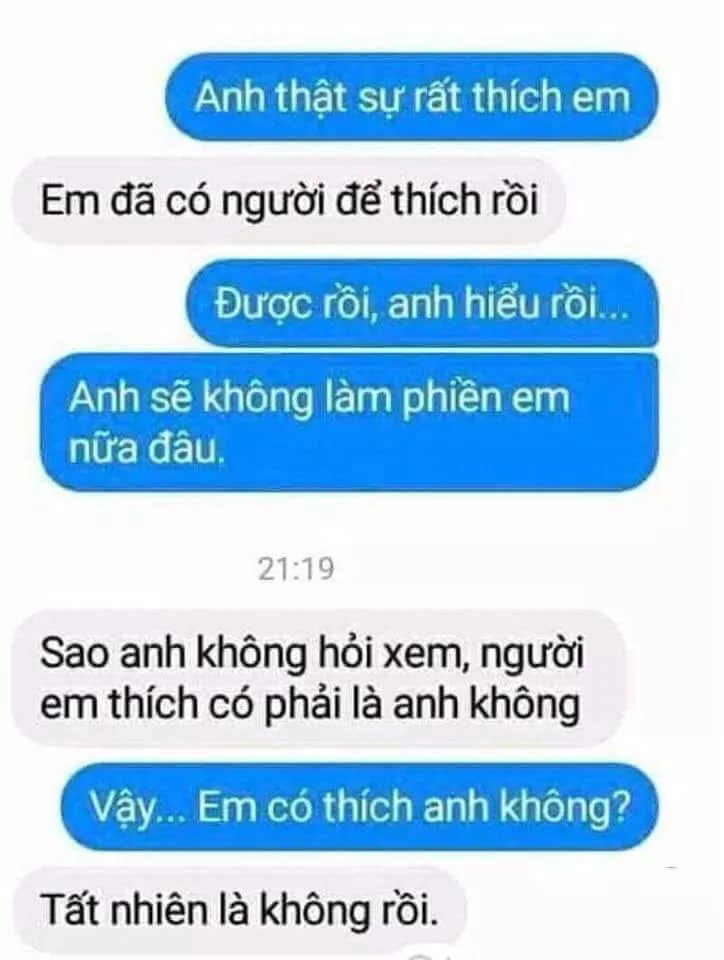 Anh thật sự rất thích em
Em đã có người để thích rồi
Được rồi, anh hiểu rồi...
Anh sẽ không làm phiền em
nữa đâu.
21:19
Sao anh không hỏi xem, người
em thích có phải là anh không
Vậy... Em có thích anh không?
Tất nhiên là không rồi.